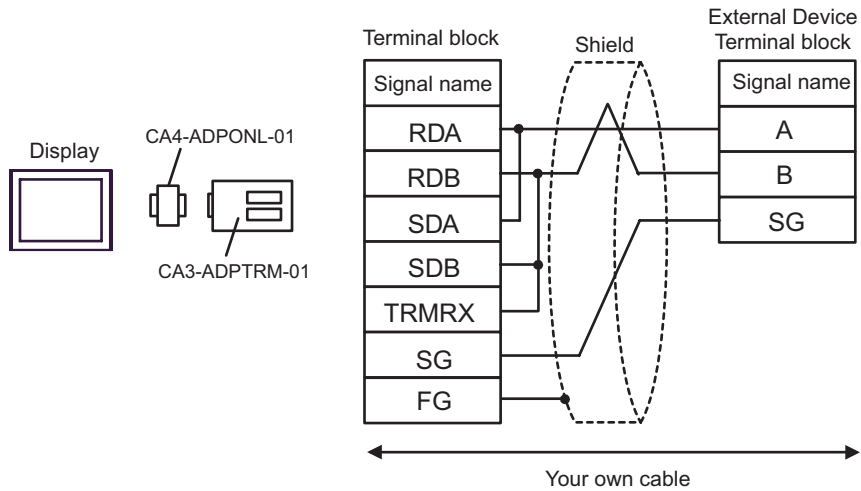 External Device
Terminal block
Shield
Terminal block
Signal name
Signal name
RDA
A
Display
CA4-ADPONL-01
RDB
B
SDA
SG
SDB
CA3-ADPTRM-01
TRMRX
SG
FG
Your own cable